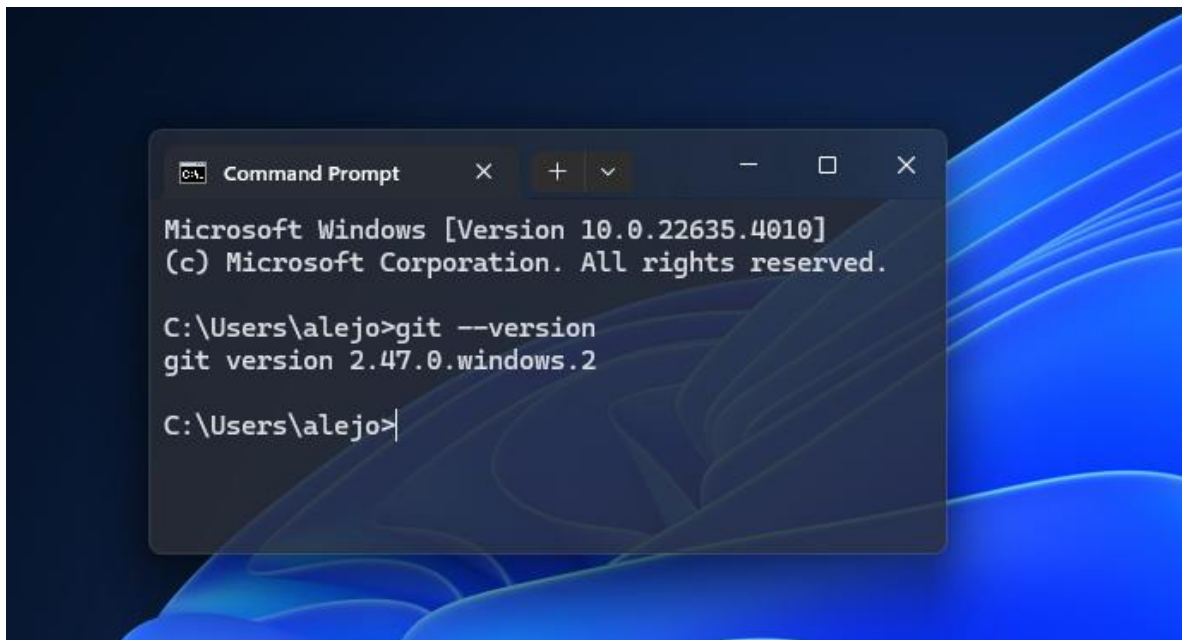 Command Prompt
Microsoft Windows [Version 10.0.22635.4010]
(c) Microsoft Corporation. All rights reserved.
C:\Users\alejo>git --version
git version 2.47.0.windows.2
C:\Users\alejo>